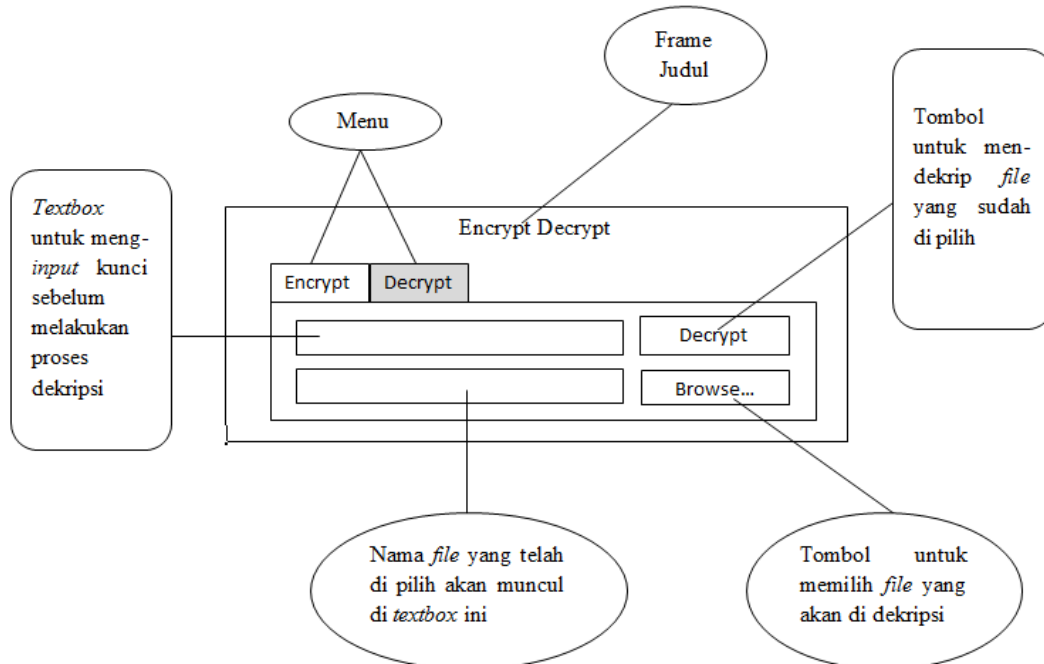 Frame
Judul
Menu
Tombol
untuk men-
dekrip file
yang sudah
di pilih
Textbox
untuk meng-
input kunci
sebelum
melakukan
proses
dekripsi
Encrypt Decrypt
Encrypt
Decrypt
Decrypt
Browse...
Nama file yang telah
di pilih akan muncul
di textbox ini
Tombol untuk
memilih file yang
akan di dekripsi